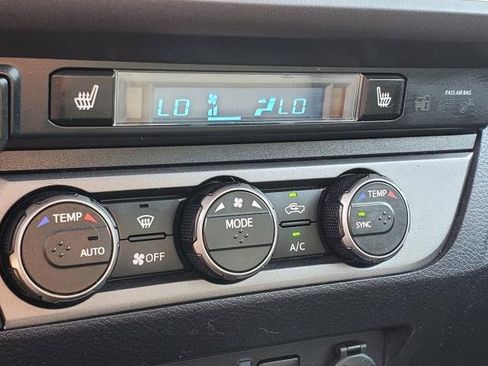 LO LO
PASS AIR BAG
TEMP
AUTO
OFF
MODE
A/C
TEMP
SYNC